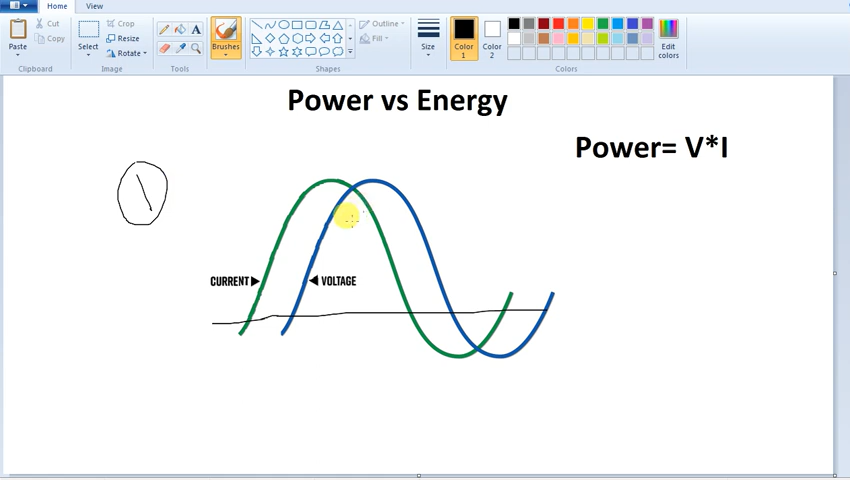 Home View
Paste
Cut
Copy
Clipboard
Select
Crop
Resize
Rotate
Image
Tools
Brushes
Shapes
Outline
Fill
Size
Color 1
Color 2
Edit colors
Colors
Power vs Energy
Power= V*I
CURRENT
VOLTAGE